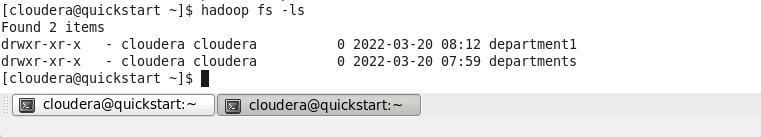 [cloudera@quickstart ~]$ hadoop fs -ls
Found 2 items
drwxr-xr-x   - cloudera cloudera          0 2022-03-20 08:12 department1
drwxr-xr-x   - cloudera cloudera          0 2022-03-20 07:59 departments
[cloudera@quickstart ~]$
cloudera@quickstart:~ cloudera@quickstart:~